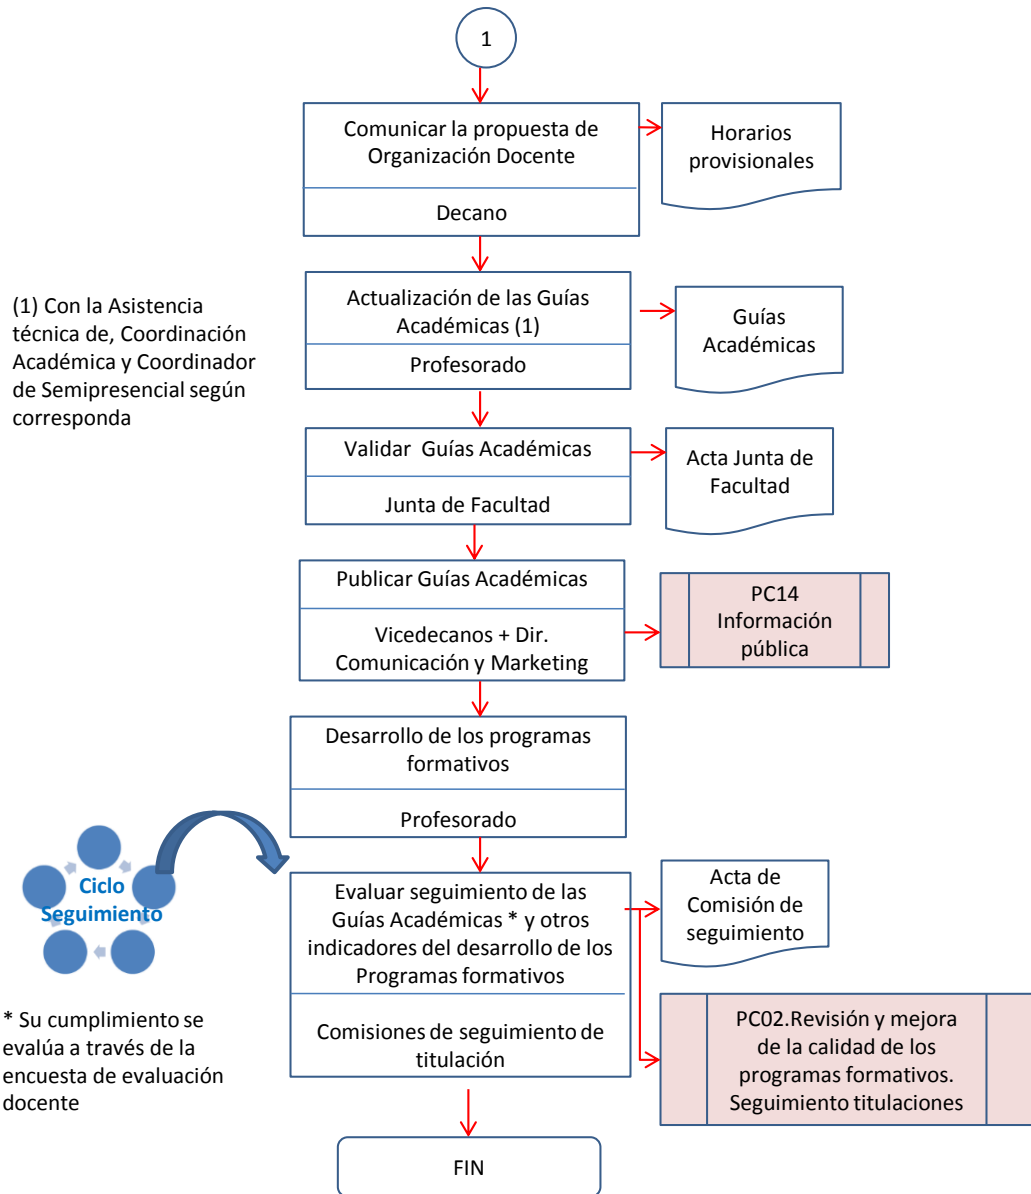 1
Comunicar la propuesta de
Organización Docente
Decano
Horarios
provisionales
(1) Con la Asistencia
técnica de, Coordinación
Académica y Coordinador
de Semipresencial según
corresponda
Actualización de las Guías
Académicas (1)
Profesorado
Guías
Académicas
Validar  Guías Académicas
Junta de Facultad
Acta Junta de
Facultad
Publicar Guías Académicas
Vicedecanos + Dir.
Comunicación y Marketing
PC14
Información
pública
Desarrollo de los programas
formativos
Profesorado
Ciclo
Seguimiento
Evaluar seguimiento de las
Guías Académicas * y otros
indicadores del desarrollo de los
Programas formativos
Comisiones de seguimiento de
titulación
Acta de
Comisión de
seguimiento
* Su cumplimiento se
evalúa a través de la
encuesta de evaluación
docente
PC02.Revisión y mejora
de la calidad de los
programas formativos.
Seguimiento titulaciones
FIN